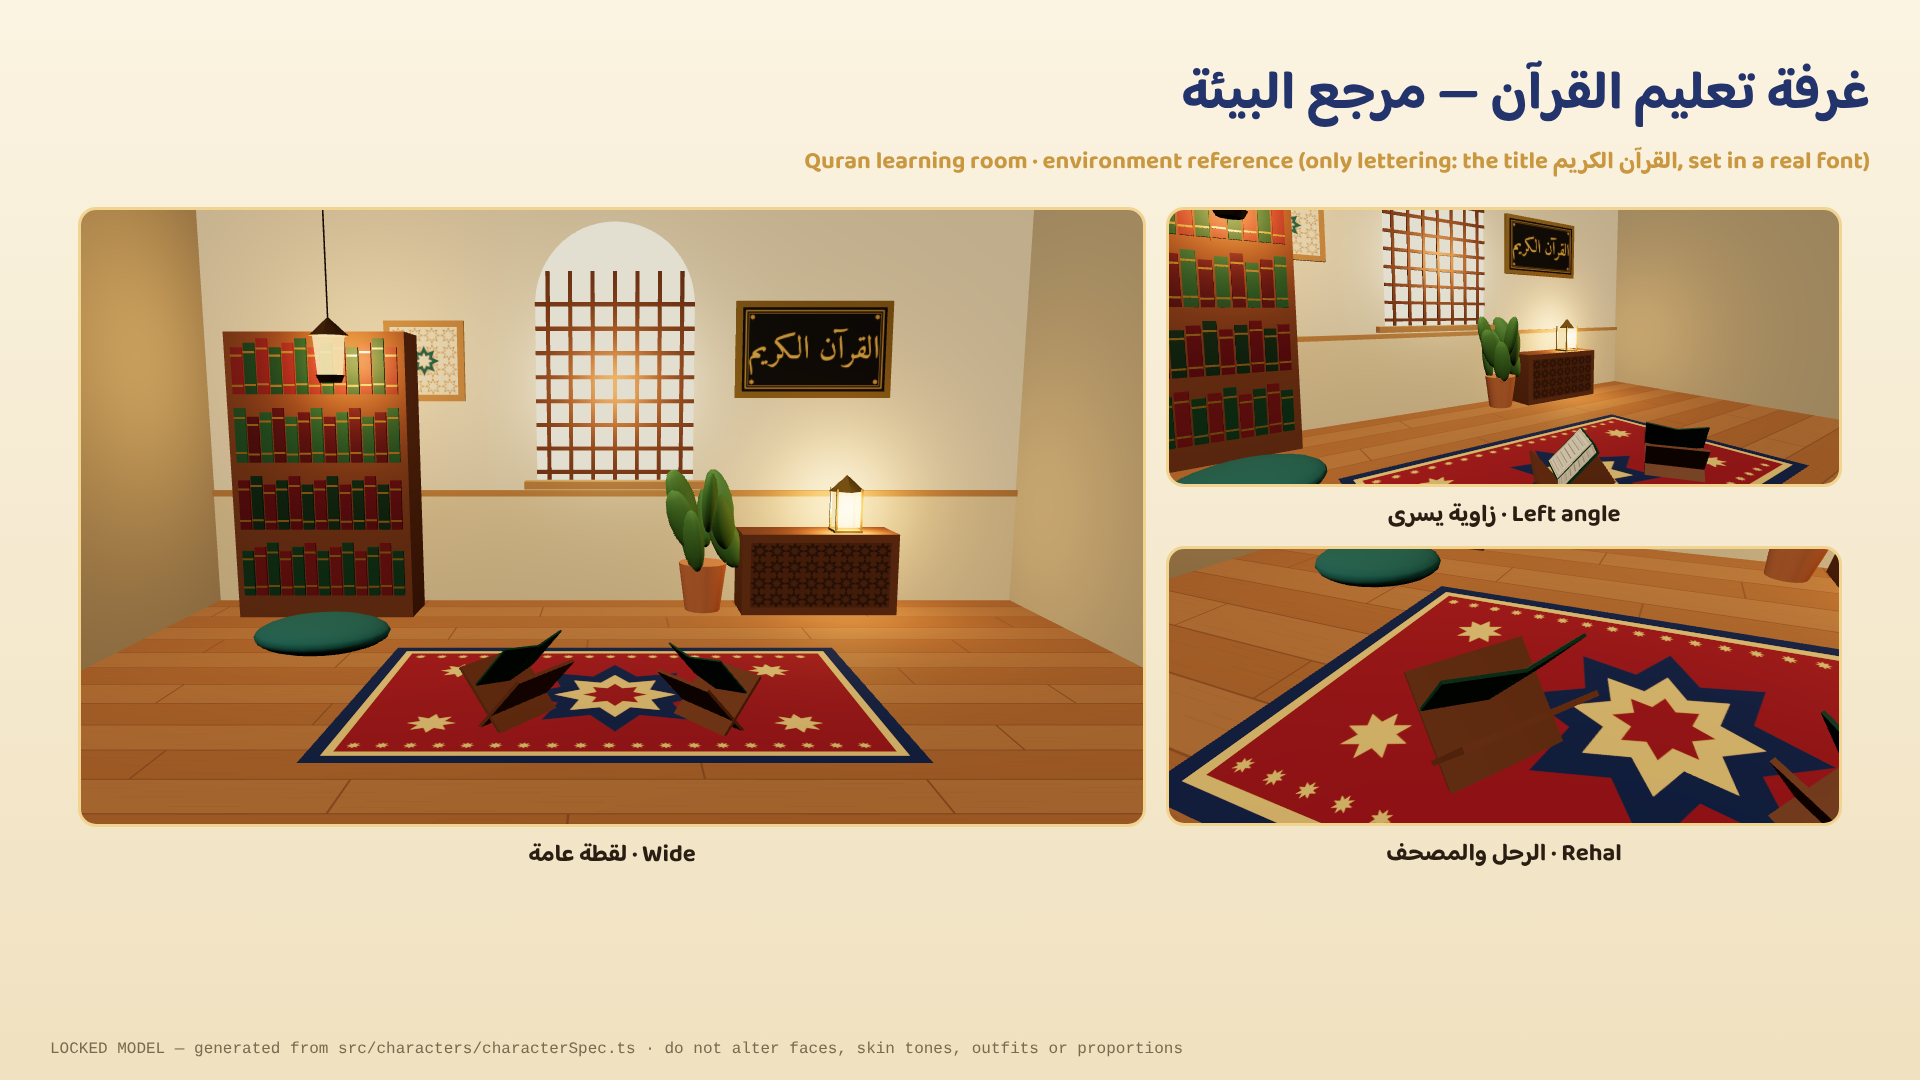 غرفة تعليم القرآن — مرجع البيئة
Quran learning room · environment reference (only lettering: the title القرآن الكريم, set in a real font)
القرآن الكريم
القرآن الكريم
زاوية يسرى · Left angle
لقطة عامة · Wide
الرحل والمصحف · Rehal
LOCKED MODEL — generated from src/characters/characterSpec.ts · do not alter faces, skin tones, outfits or proportions